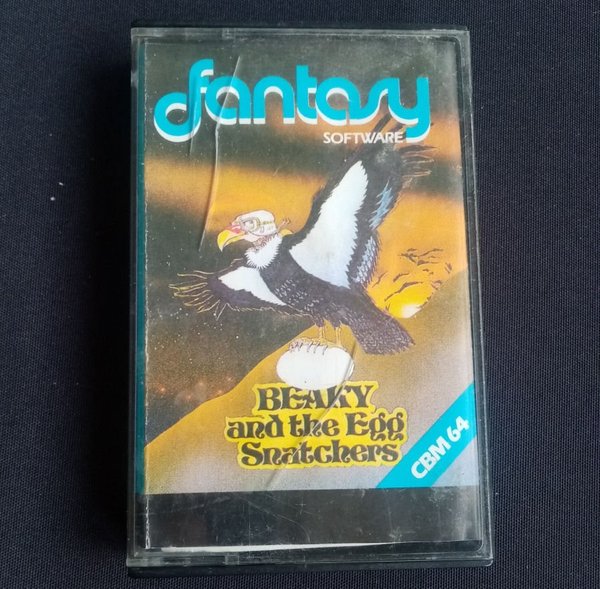 fantasy
SOFTWARE
BEAKY
and the Egg
Snatchers
CBM 64